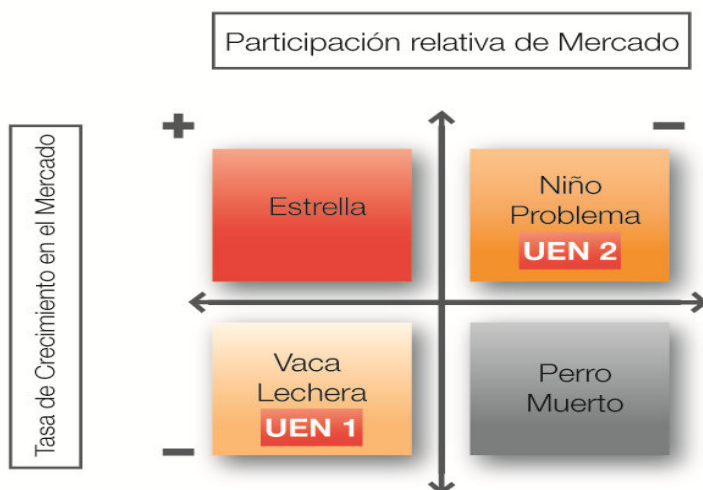 Participación relativa de Mercado
Tasa de Crecimiento en el Mercado
+
−
Estrella
Niño
Problema
UEN 2
Vaca
Lechera
UEN 1
Perro
Muerto
−